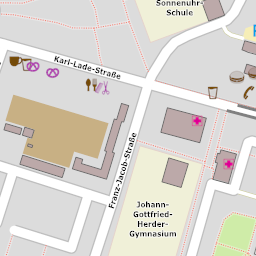 Sonnenuhr-
Schule
Karl-Lade-Straße
Franz-Jacob-Straße
Johann-
Gottfried-
Herder-
Gymnasium